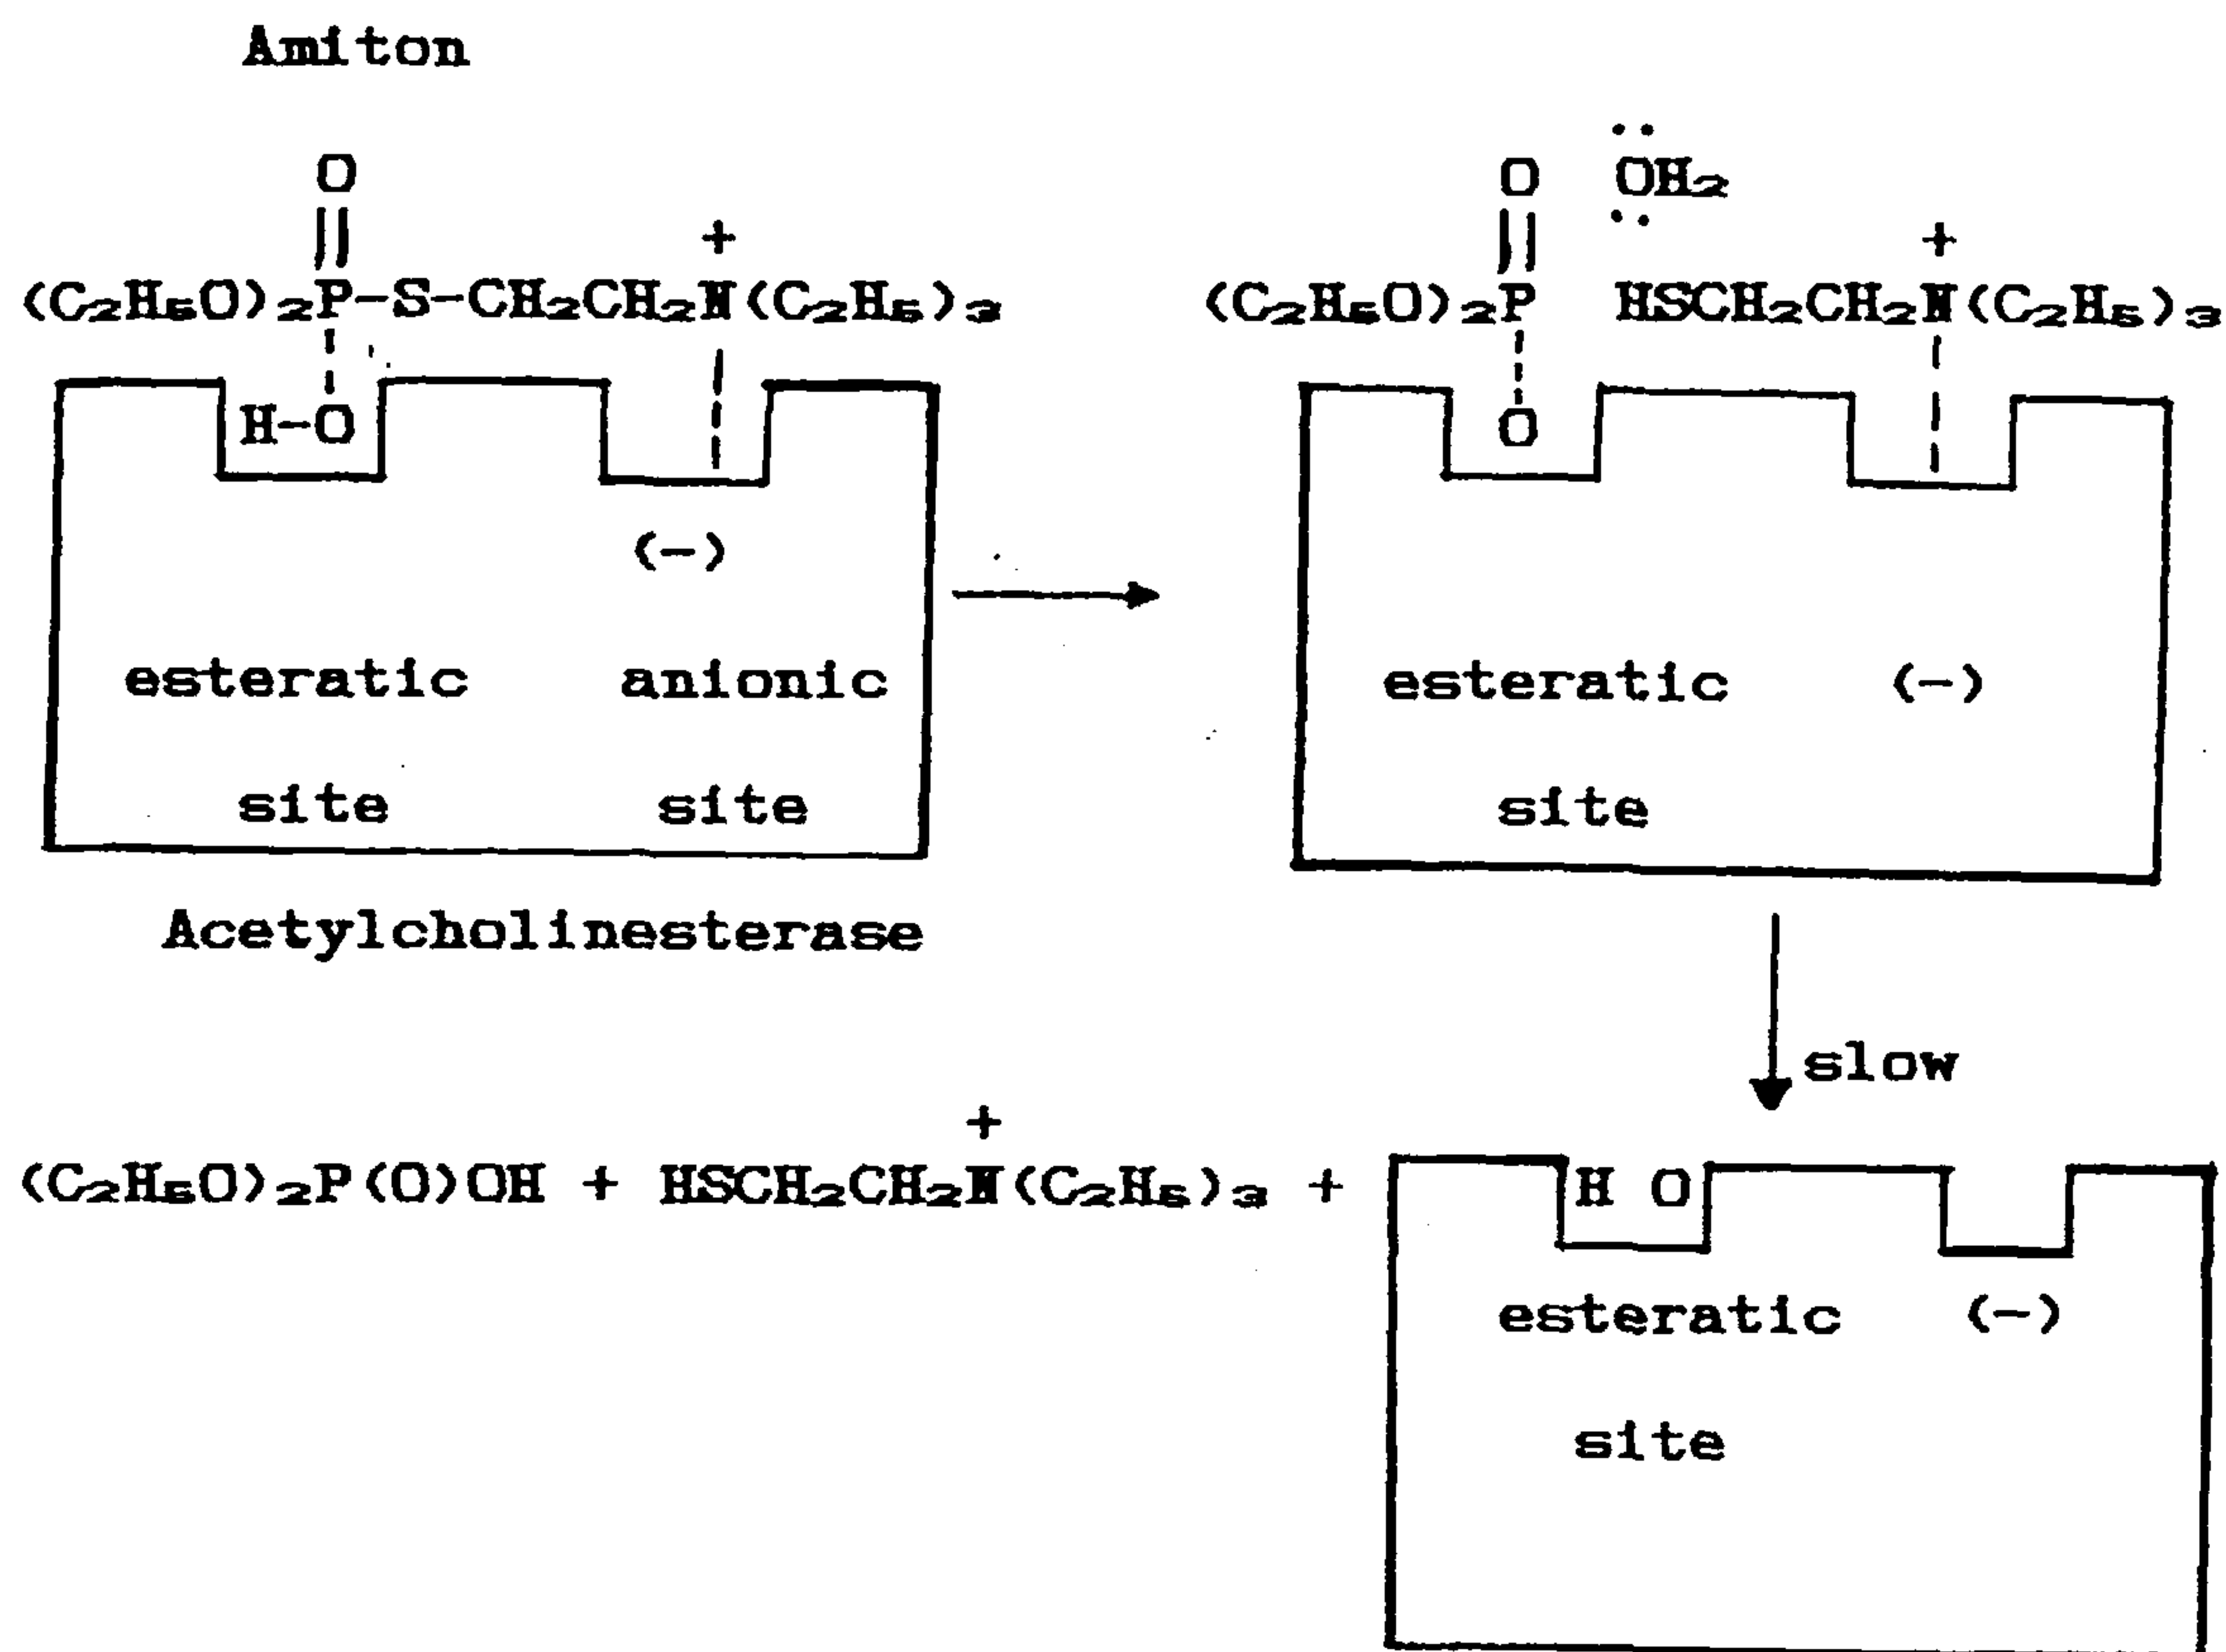 Amiton
O
||
+
(C₂H₅O)₂P-S-CH₂CH₂N(C₂H₅)₃
H-O
(-)
esteratic anionic
site site
Acetylcholinesterase
O OH₂
||
+
(C₂H₅O)₂P HSCH₂CH₂N(C₂H₅)₃
O
esteratic (-)
site
slow
+
(C₂H₅O)₂P(O)OH + HSCH₂CH₂N(C₂H₅)₃ +
H O
esteratic (-)
site